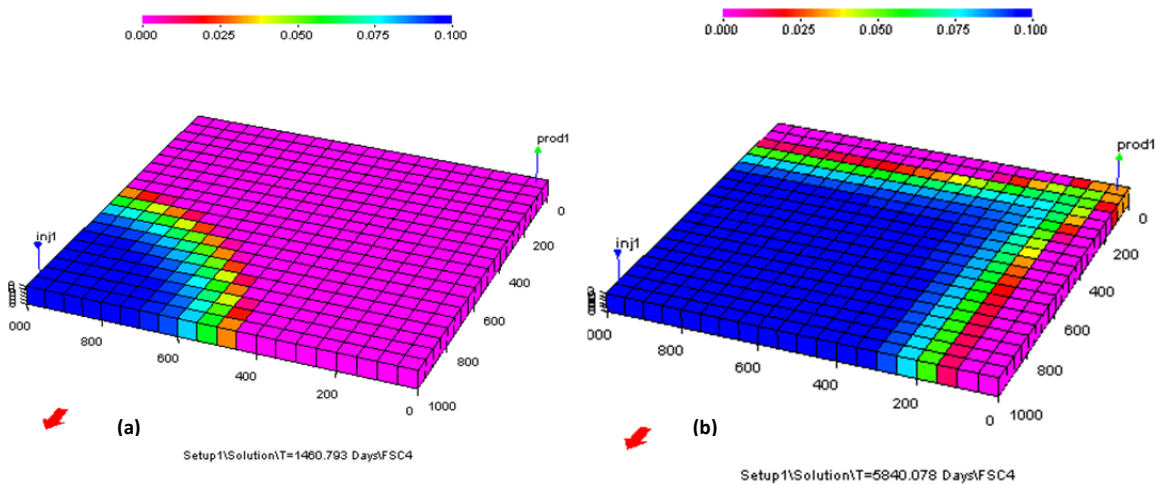 0.000 0.025 0.050 0.075 0.100
prod1
inj1
0
200
400
600
800
000 800 600 400 200 0 1000
(a)
Setup1\Solution\T=1460.793 Days\FSC4
0.000 0.025 0.050 0.075 0.100
prod1
inj1
0
200
400
600
800
000 800 600 400 200 0 1000
(b)
Setup1\Solution\T=5840.078 Days\FSC4